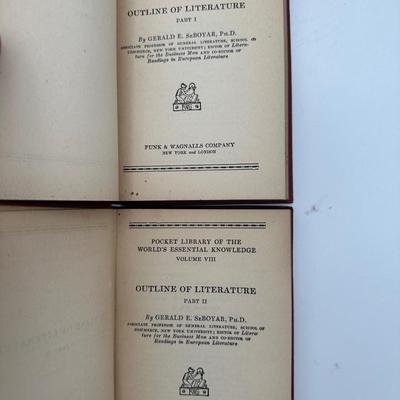 OUTLINE OF LITERATURE
PART I
By GERALD E. SEBOYAR, PH.D.
ASSOCIATE PROFESSOR OF GENERAL LITERATURE, SCHOOL OF
COMMERCE, NEW YORK UNIVERSITY; EDITOR OF Litera-
ture for the Business Man AND CO-EDITOR OF
Readings in European Literature
FUNK & WAGNALLS COMPANY
NEW YORK AND LONDON
POCKET LIBRARY OF THE
WORLD'S ESSENTIAL KNOWLEDGE
VOLUME VIII
OUTLINE OF LITERATURE
PART II
By GERALD E. SEBOYAR, PH.D.
ASSOCIATE PROFESSOR OF GENERAL LITERATURE, SCHOOL OF
COMMERCE, NEW YORK UNIVERSITY; EDITOR OF Litera-
ture for the Business Man AND CO-EDITOR OF
Readings in European Literature